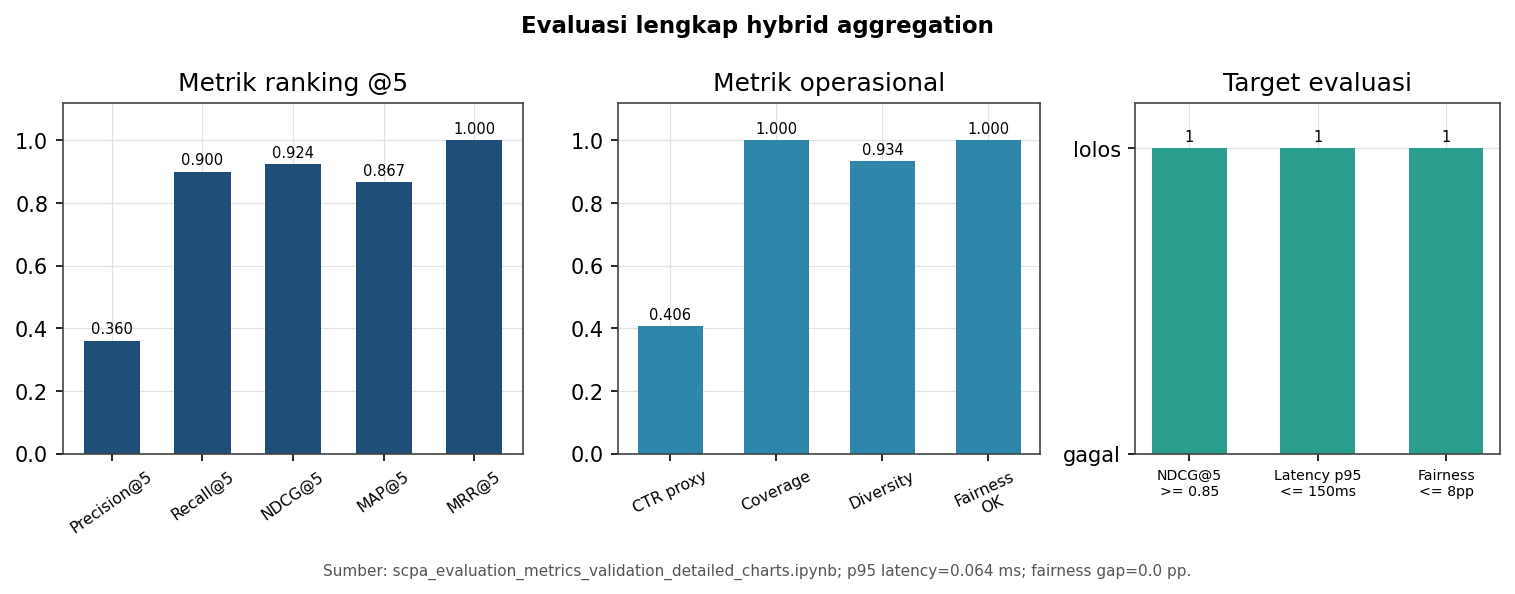 Evaluasi lengkap hybrid aggregation
Metrik ranking @5
1.0
0.8
0.6
0.4
0.2
0.0
0.360
0.900
0.924
0.867
1.000
Precision@5
Recall@5
NDCG@5
MAP@5
MRR@5
Metrik operasional
1.0
0.8
0.6
0.4
0.2
0.0
0.406
1.000
0.934
1.000
CTR proxy
Coverage
Diversity
Fairness
OK
Target evaluasi
lolos
gagal
1
1
1
NDCG@5
>= 0.85
Latency p95
<= 150ms
Fairness
<= 8pp
Sumber: scpa_evaluation_metrics_validation_detailed_charts.ipynb; p95 latency=0.064 ms; fairness gap=0.0 pp.